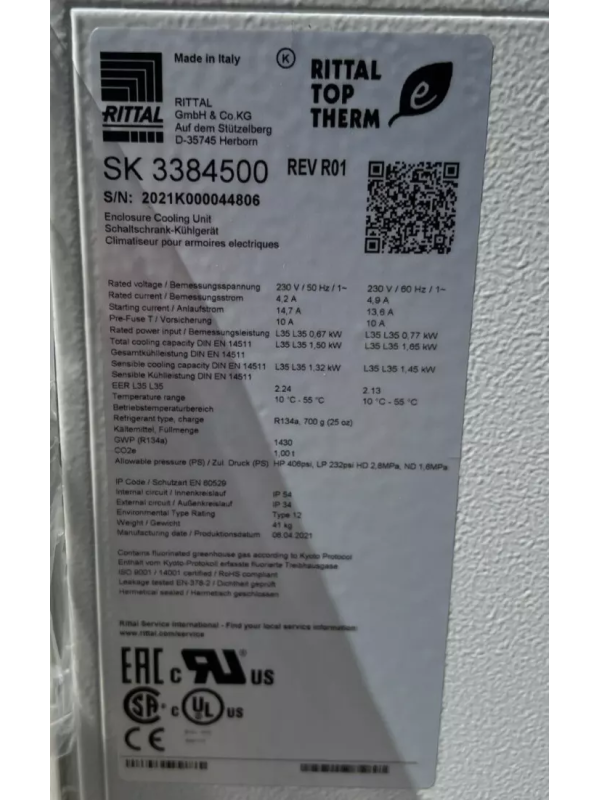 Made in Italy
K
RITTAL
TOP
THERM
e
RITTAL
RITTAL
GmbH & Co.KG
Auf dem Stützelberg
D-35745 Herborn
SK 3384500 REV R01
S/N: 2021K000044806
Enclosure Cooling Unit
Schaltschrank-Kühlgerät
Climatiseur pour armoires electriques
Rated voltage / Bemessungsspannung 230 V / 50 Hz / 1~ 230 V / 60 Hz / 1~
Rated current / Bemessungsstrom 4,2 A 4,9 A
Starting current / Anlaufstrom 14,7 A 13,6 A
Pre-Fuse T / Vorsicherung 10 A 10 A
Rated power input / Bemessungsleistung L35 L35 0,67 kW L35 L35 0,77 kW
Total cooling capacity DIN EN 14511 L35 L35 1,50 kW L35 L35 1,65 kW
Gesamtkühlleistung DIN EN 14511
Sensible cooling capacity DIN EN 14511 L35 L35 1,32 kW L35 L35 1,45 kW
Sensible Kühlleistung DIN EN 14511
EER L35 L35 2.24 2.13
Temperature range 10 °C - 55 °C 10 °C - 55 °C
Betriebstemperaturbereich
Refrigerant type, charge R134a, 700 g (25 oz)
Kältemittel, Füllmenge
GWP (R134a) 1430
CO2e 1,00 t
Allowable pressure (PS) / Zul. Druck (PS) HP 406psi, LP 232psi HD 2,8MPa, ND 1,6MPa
IP Code / Schutzart EN 60529
Internal circuit / Innenkreislauf IP 54
External circuit / Außenkreislauf IP 34
Environmental Type Rating Type 12
Weight / Gewicht 41 kg
Manufacturing date / Produktionsdatum 06.04.2021
Contains fluorinated greenhouse gas according to Kyoto Protocol
Enthält vom Kyoto-Protokoll erfasste fluorierte Treibhausgase
ISO 9001 / 14001 certified / RoHS compliant
Leakage tested EN 378-2 / Dichtheit geprüft
Hermetical sealed / Hermetisch geschlossen
Rittal Service International - Find your local service information:
www.rittal.com/service
EAC c RU ® US
SA c UL US
CE